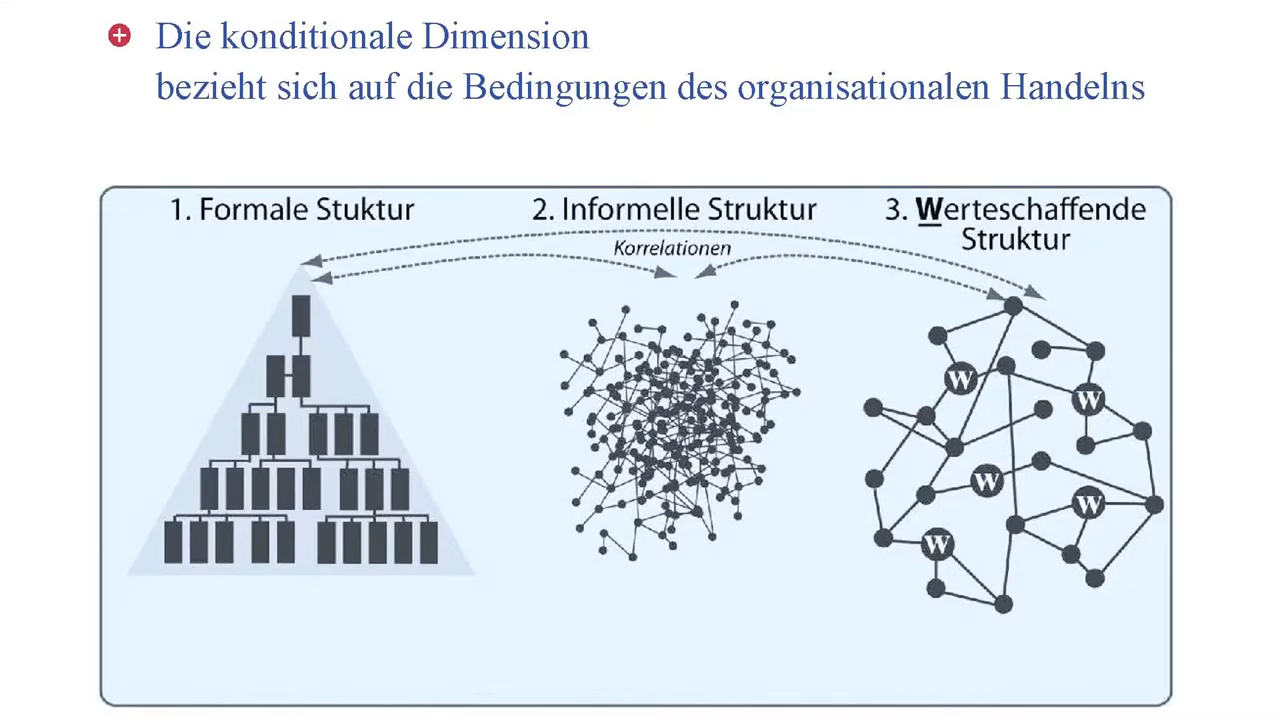 Die konditionale Dimension
bezieht sich auf die Bedingungen des organisationalen Handelns
1. Formale Stuktur
2. Informelle Struktur
3. Werteschaffende
Struktur
Korrelationen
W
W
W
W
W